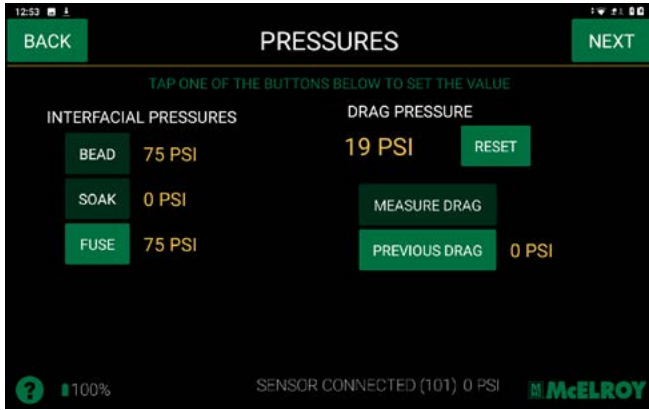 12:53
BACK
PRESSURES
NEXT
TAP ONE OF THE BUTTONS BELOW TO SET THE VALUE
INTERFACIAL PRESSURES
BEAD 75 PSI
SOAK 0 PSI
FUSE 75 PSI
DRAG PRESSURE
19 PSI RESET
MEASURE DRAG
PREVIOUS DRAG 0 PSI
? 100%
SENSOR CONNECTED (101) 0 PSI
McELROY